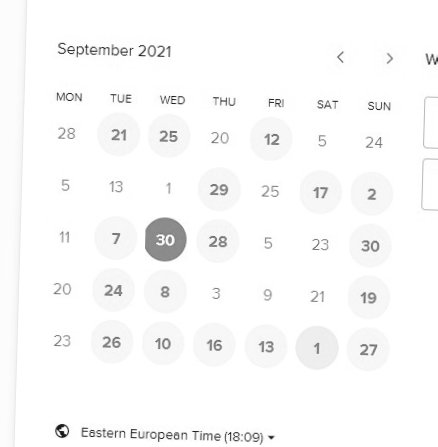 September 2021
W
MON TUE WED THU FRI SAT SUN
28 21 25 20 12 5 24
5 13 1 29 25 17 2
11 7 30 28 5 23 30
20 24 8 3 9 21 19
23 26 10 16 13 1 27
Eastern European Time (18:09)